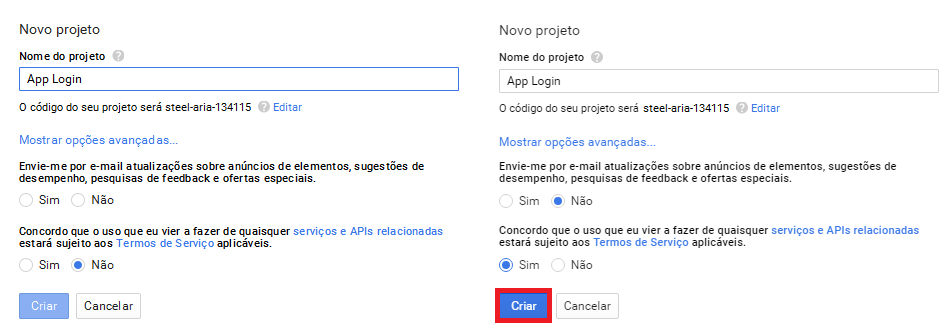 Novo projeto
Nome do projeto ?
App Login
O código do seu projeto será steel-aria-134115 ? Editar
Mostrar opções avançadas...
Envie-me por e-mail atualizações sobre anúncios de elementos, sugestões de
desempenho, pesquisas de feedback e ofertas especiais.
Sim Não
Concordo que o uso que eu vier a fazer de quaisquer serviços e APIs relacionadas
estará sujeito aos Termos de Serviço aplicáveis.
Sim Não
Criar Cancelar
Novo projeto
Nome do projeto ?
App Login
O código do seu projeto será steel-aria-134115 ? Editar
Mostrar opções avançadas...
Envie-me por e-mail atualizações sobre anúncios de elementos, sugestões de
desempenho, pesquisas de feedback e ofertas especiais.
Sim Não
Concordo que o uso que eu vier a fazer de quaisquer serviços e APIs relacionadas
estará sujeito aos Termos de Serviço aplicáveis.
Sim Não
Criar Cancelar